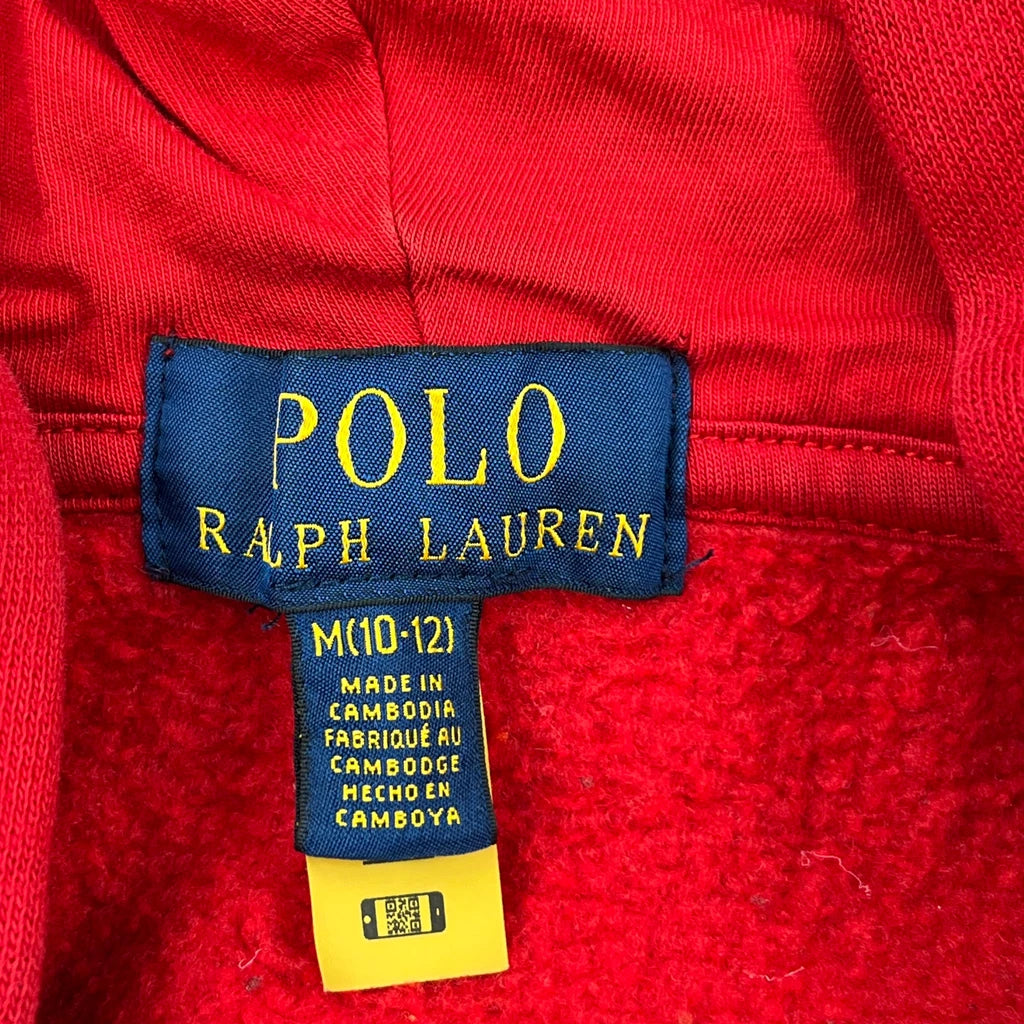 POLO
RALPH LAUREN
M(10-12)
MADE IN
CAMBODIA
FABRIQUÉ AU
CAMBODGE
HECHO EN
CAMBOYA